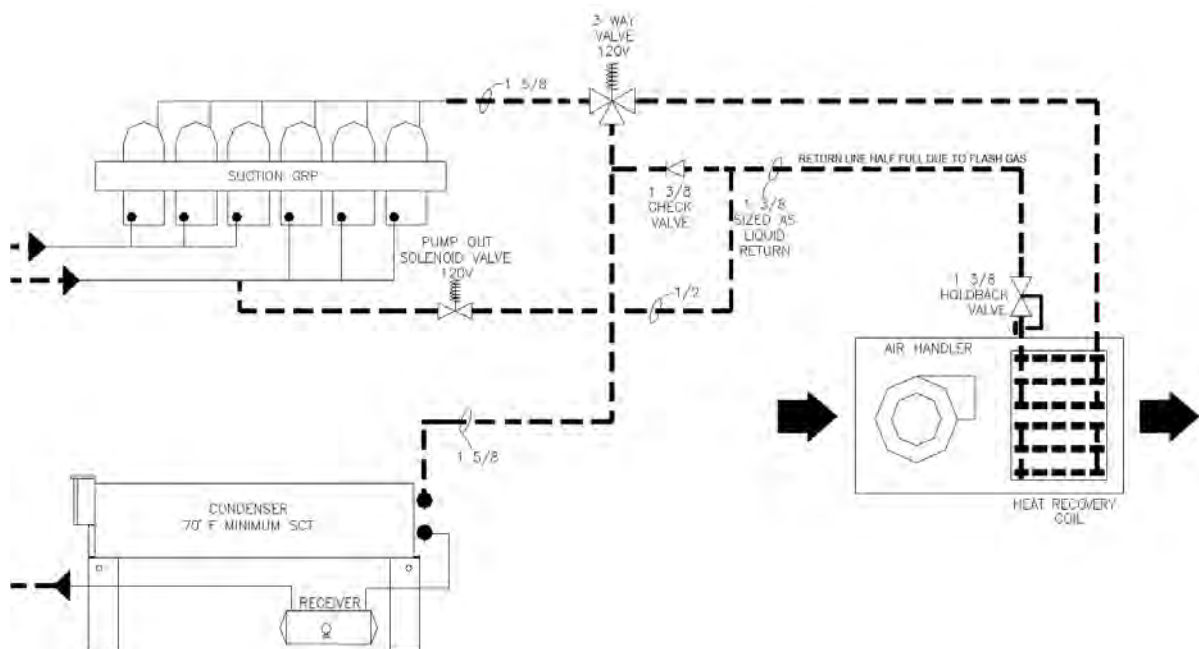 3 WAY
VALVE
120V
1 5/8
RETURN LINE HALF FULL DUE TO FLASH GAS
SUCTION GRP
1 3/8
CHECK
VALVE
1 3/8
SIZED AS
LIQUID
RETURN
PUMP OUT
SOLENOID VALVE
120V
1/2
1 3/8
HOLDBACK
VALVE
AIR HANDLER
1 5/8
CONDENSER
70° F MINIMUM SCT
HEAT RECOVERY
COIL
RECEIVER